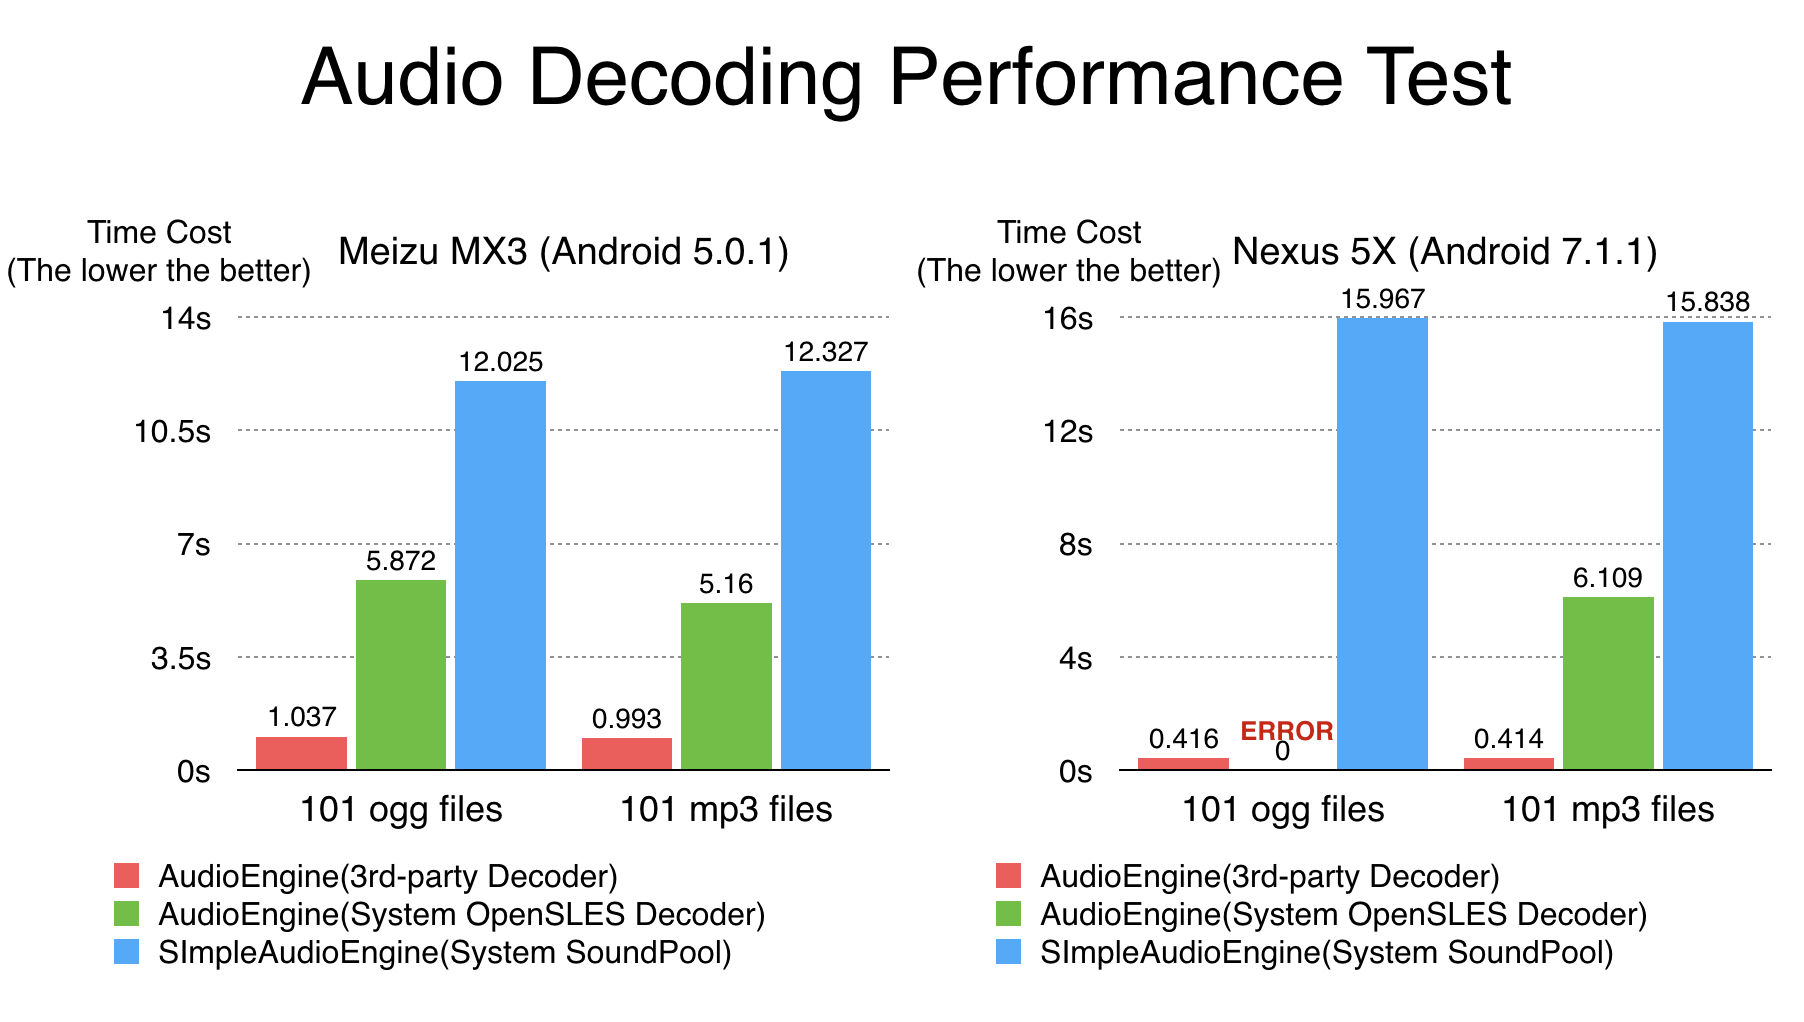 Audio Decoding Performance Test
Time Cost
(The lower the better)
Meizu MX3 (Android 5.0.1)
14s
10.5s
7s
3.5s
0s
1.037
5.872
12.025
0.993
5.16
12.327
101 ogg files
101 mp3 files
AudioEngine(3rd-party Decoder)
AudioEngine(System OpenSLES Decoder)
SImpleAudioEngine(System SoundPool)
Time Cost
(The lower the better)
Nexus 5X (Android 7.1.1)
16s
12s
8s
4s
0s
0.416
ERROR
0
15.967
0.414
6.109
15.838
101 ogg files
101 mp3 files
AudioEngine(3rd-party Decoder)
AudioEngine(System OpenSLES Decoder)
SImpleAudioEngine(System SoundPool)